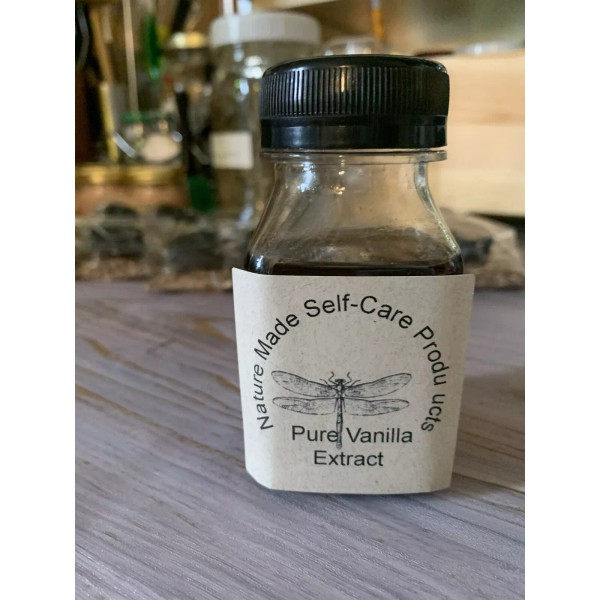 Nature Made Self-Care Produ ucts
Pure Vanilla
Extract